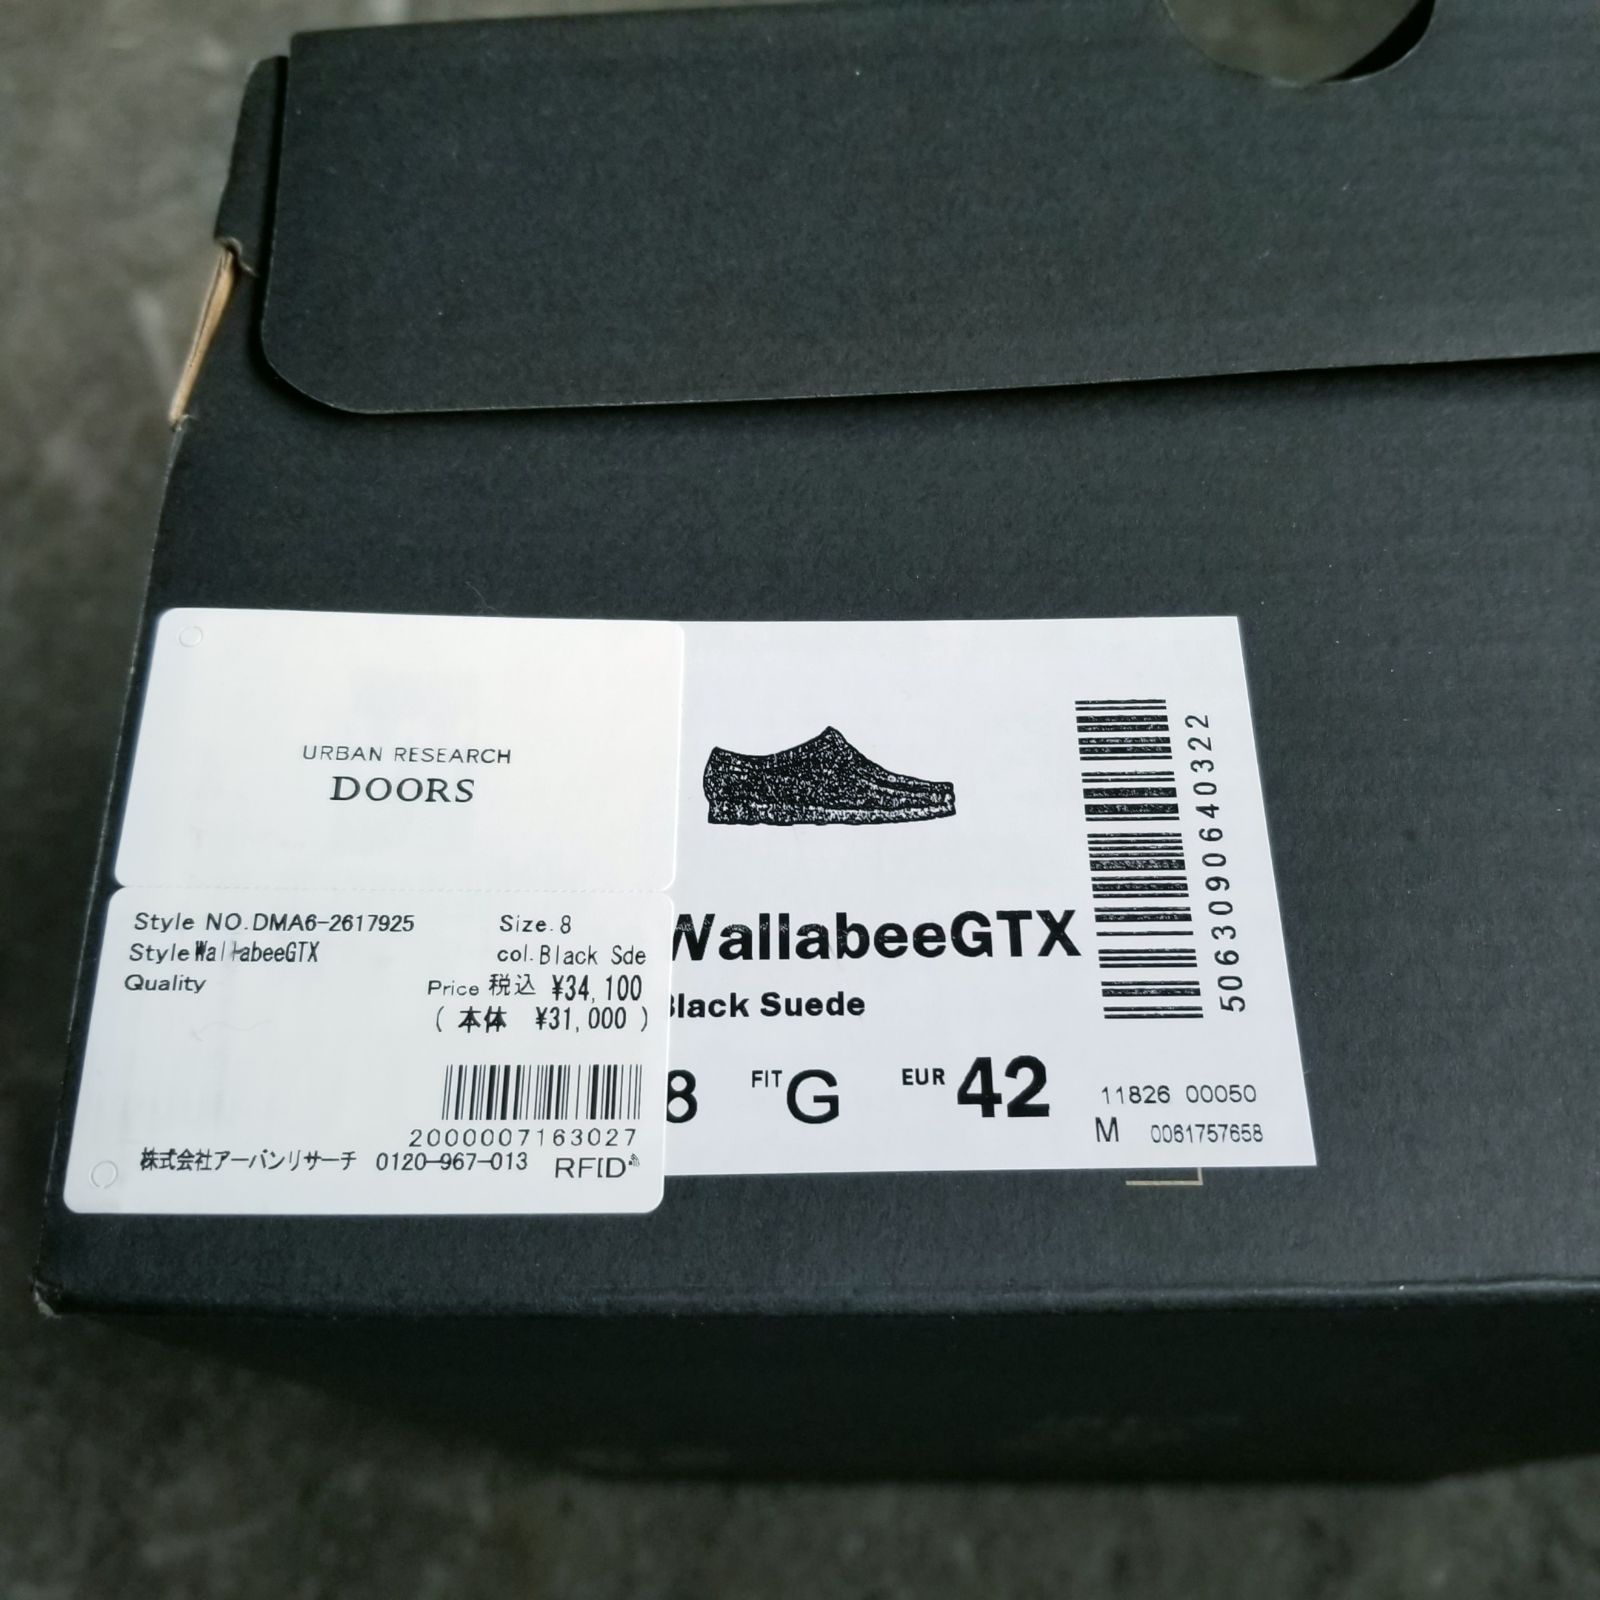 URBAN RESEARCH
DOORS
Style NO.DMA6-2617925 Size.8
Style WallabeeGTX col.Black Sde
Quality Price 税込 ¥34,100
( 本体 ¥31,000 )
2000007163027
株式会社アーバンリサーチ 0120-967-013 RFID
WallabeeGTX
Black Suede
8 FIT G EUR 42
5063090640322
11826 00050
M 0061757658